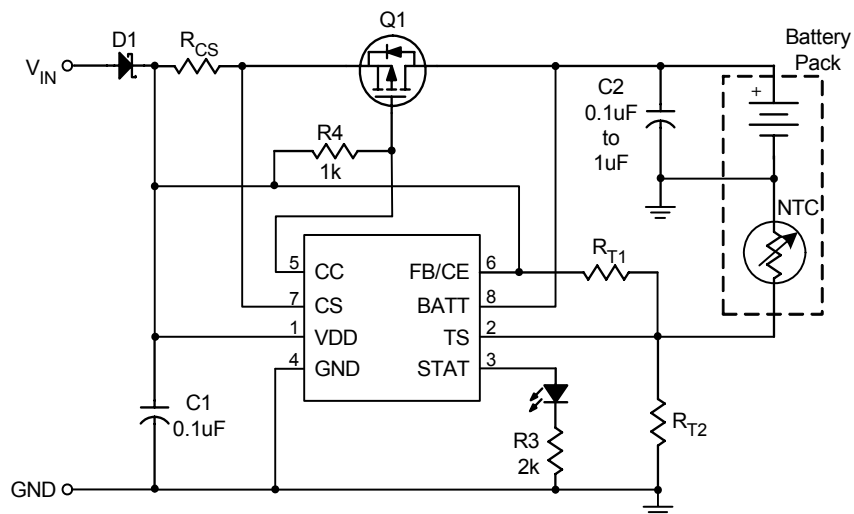 Q1
D1
R_CS
V_IN
Battery
Pack
C2
0.1uF
to
1uF
+
R4
1k
NTC
R_T1
5 CC FB/CE 6
7 CS BATT 8
1 VDD TS 2
4 GND STAT 3
C1
0.1uF
R3
2k
R_T2
GND